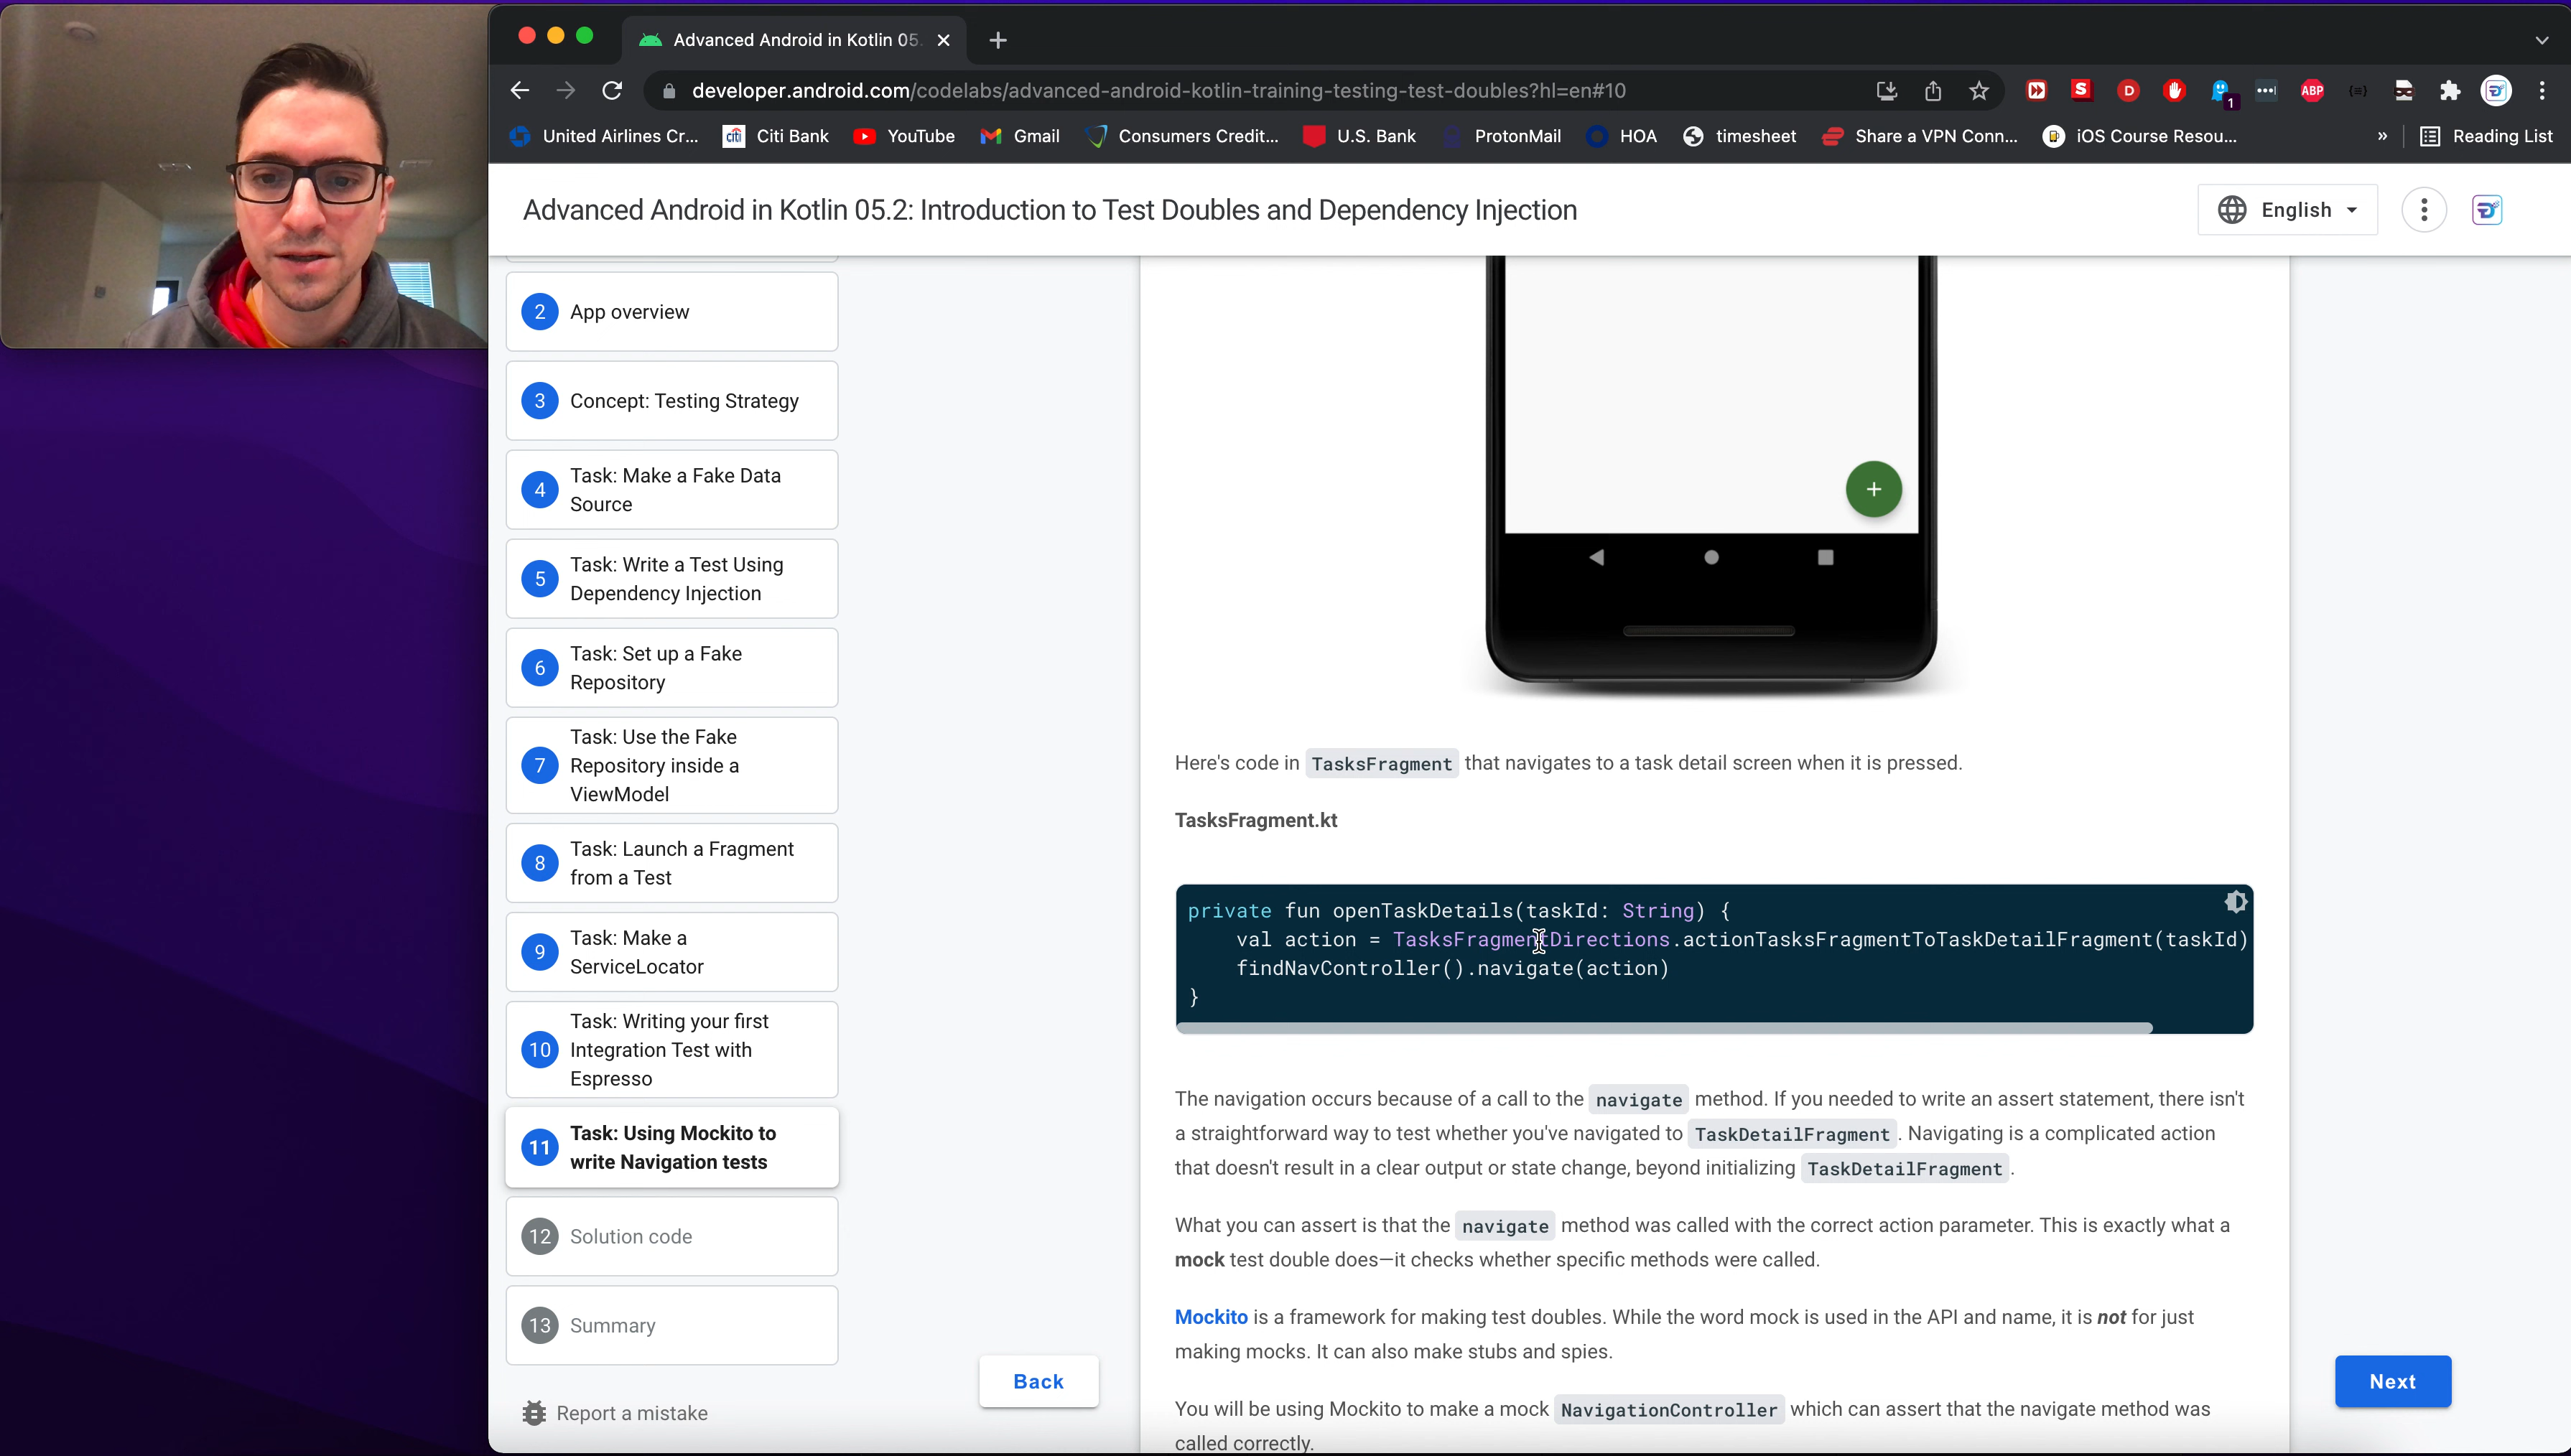 Advanced Android in Kotlin 05.
developer.android.com/codelabs/advanced-android-kotlin-training-testing-test-doubles?hl=en#10
1
ABP
United Airlines Cr...
citi
Citi Bank
YouTube
Gmail
Consumers Credit...
U.S. Bank
ProtonMail
HOA
timesheet
Share a VPN Conn...
iOS Course Resou...
»
Reading List
Advanced Android in Kotlin 05.2: Introduction to Test Doubles and Dependency Injection
English
2 App overview
3 Concept: Testing Strategy
4 Task: Make a Fake Data
Source
5 Task: Write a Test Using
Dependency Injection
6 Task: Set up a Fake
Repository
7 Task: Use the Fake
Repository inside a
ViewModel
8 Task: Launch a Fragment
from a Test
9 Task: Make a
ServiceLocator
10 Task: Writing your first
Integration Test with
Espresso
11 Task: Using Mockito to
write Navigation tests
12 Solution code
13 Summary
Report a mistake
Here's code in TasksFragment that navigates to a task detail screen when it is pressed.
TasksFragment.kt
private fun openTaskDetails(taskId: String) {
val action = TasksFragmentDirections.actionTasksFragmentToTaskDetailFragment(taskId)
findNavController().navigate(action)
}
The navigation occurs because of a call to the navigate method. If you needed to write an assert statement, there isn't
a straightforward way to test whether you've navigated to TaskDetailFragment. Navigating is a complicated action
that doesn't result in a clear output or state change, beyond initializing TaskDetailFragment.
What you can assert is that the navigate method was called with the correct action parameter. This is exactly what a
mock test double does—it checks whether specific methods were called.
Mockito is a framework for making test doubles. While the word mock is used in the API and name, it is not for just
making mocks. It can also make stubs and spies.
You will be using Mockito to make a mock NavigationController which can assert that the navigate method was
called correctly.
Back
Next